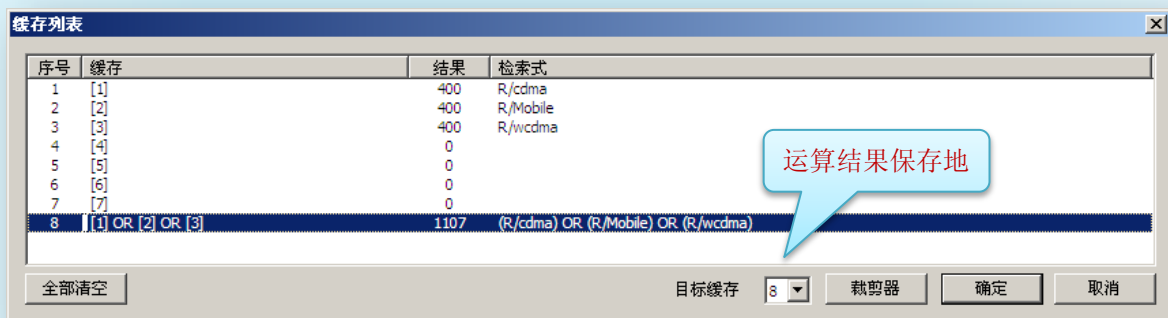 缓存列表
序号 缓存 结果 检索式
1 [1] 400 R/cdma
2 [2] 400 R/Mobile
3 [3] 400 R/wcdma
4 [4] 0
5 [5] 0
6 [6] 0
7 [7] 0
8 [1] OR [2] OR [3] 1107 (R/cdma) OR (R/Mobile) OR (R/wcdma)
运算结果保存地
全部清空 目标缓存 8 裁剪器 确定 取消